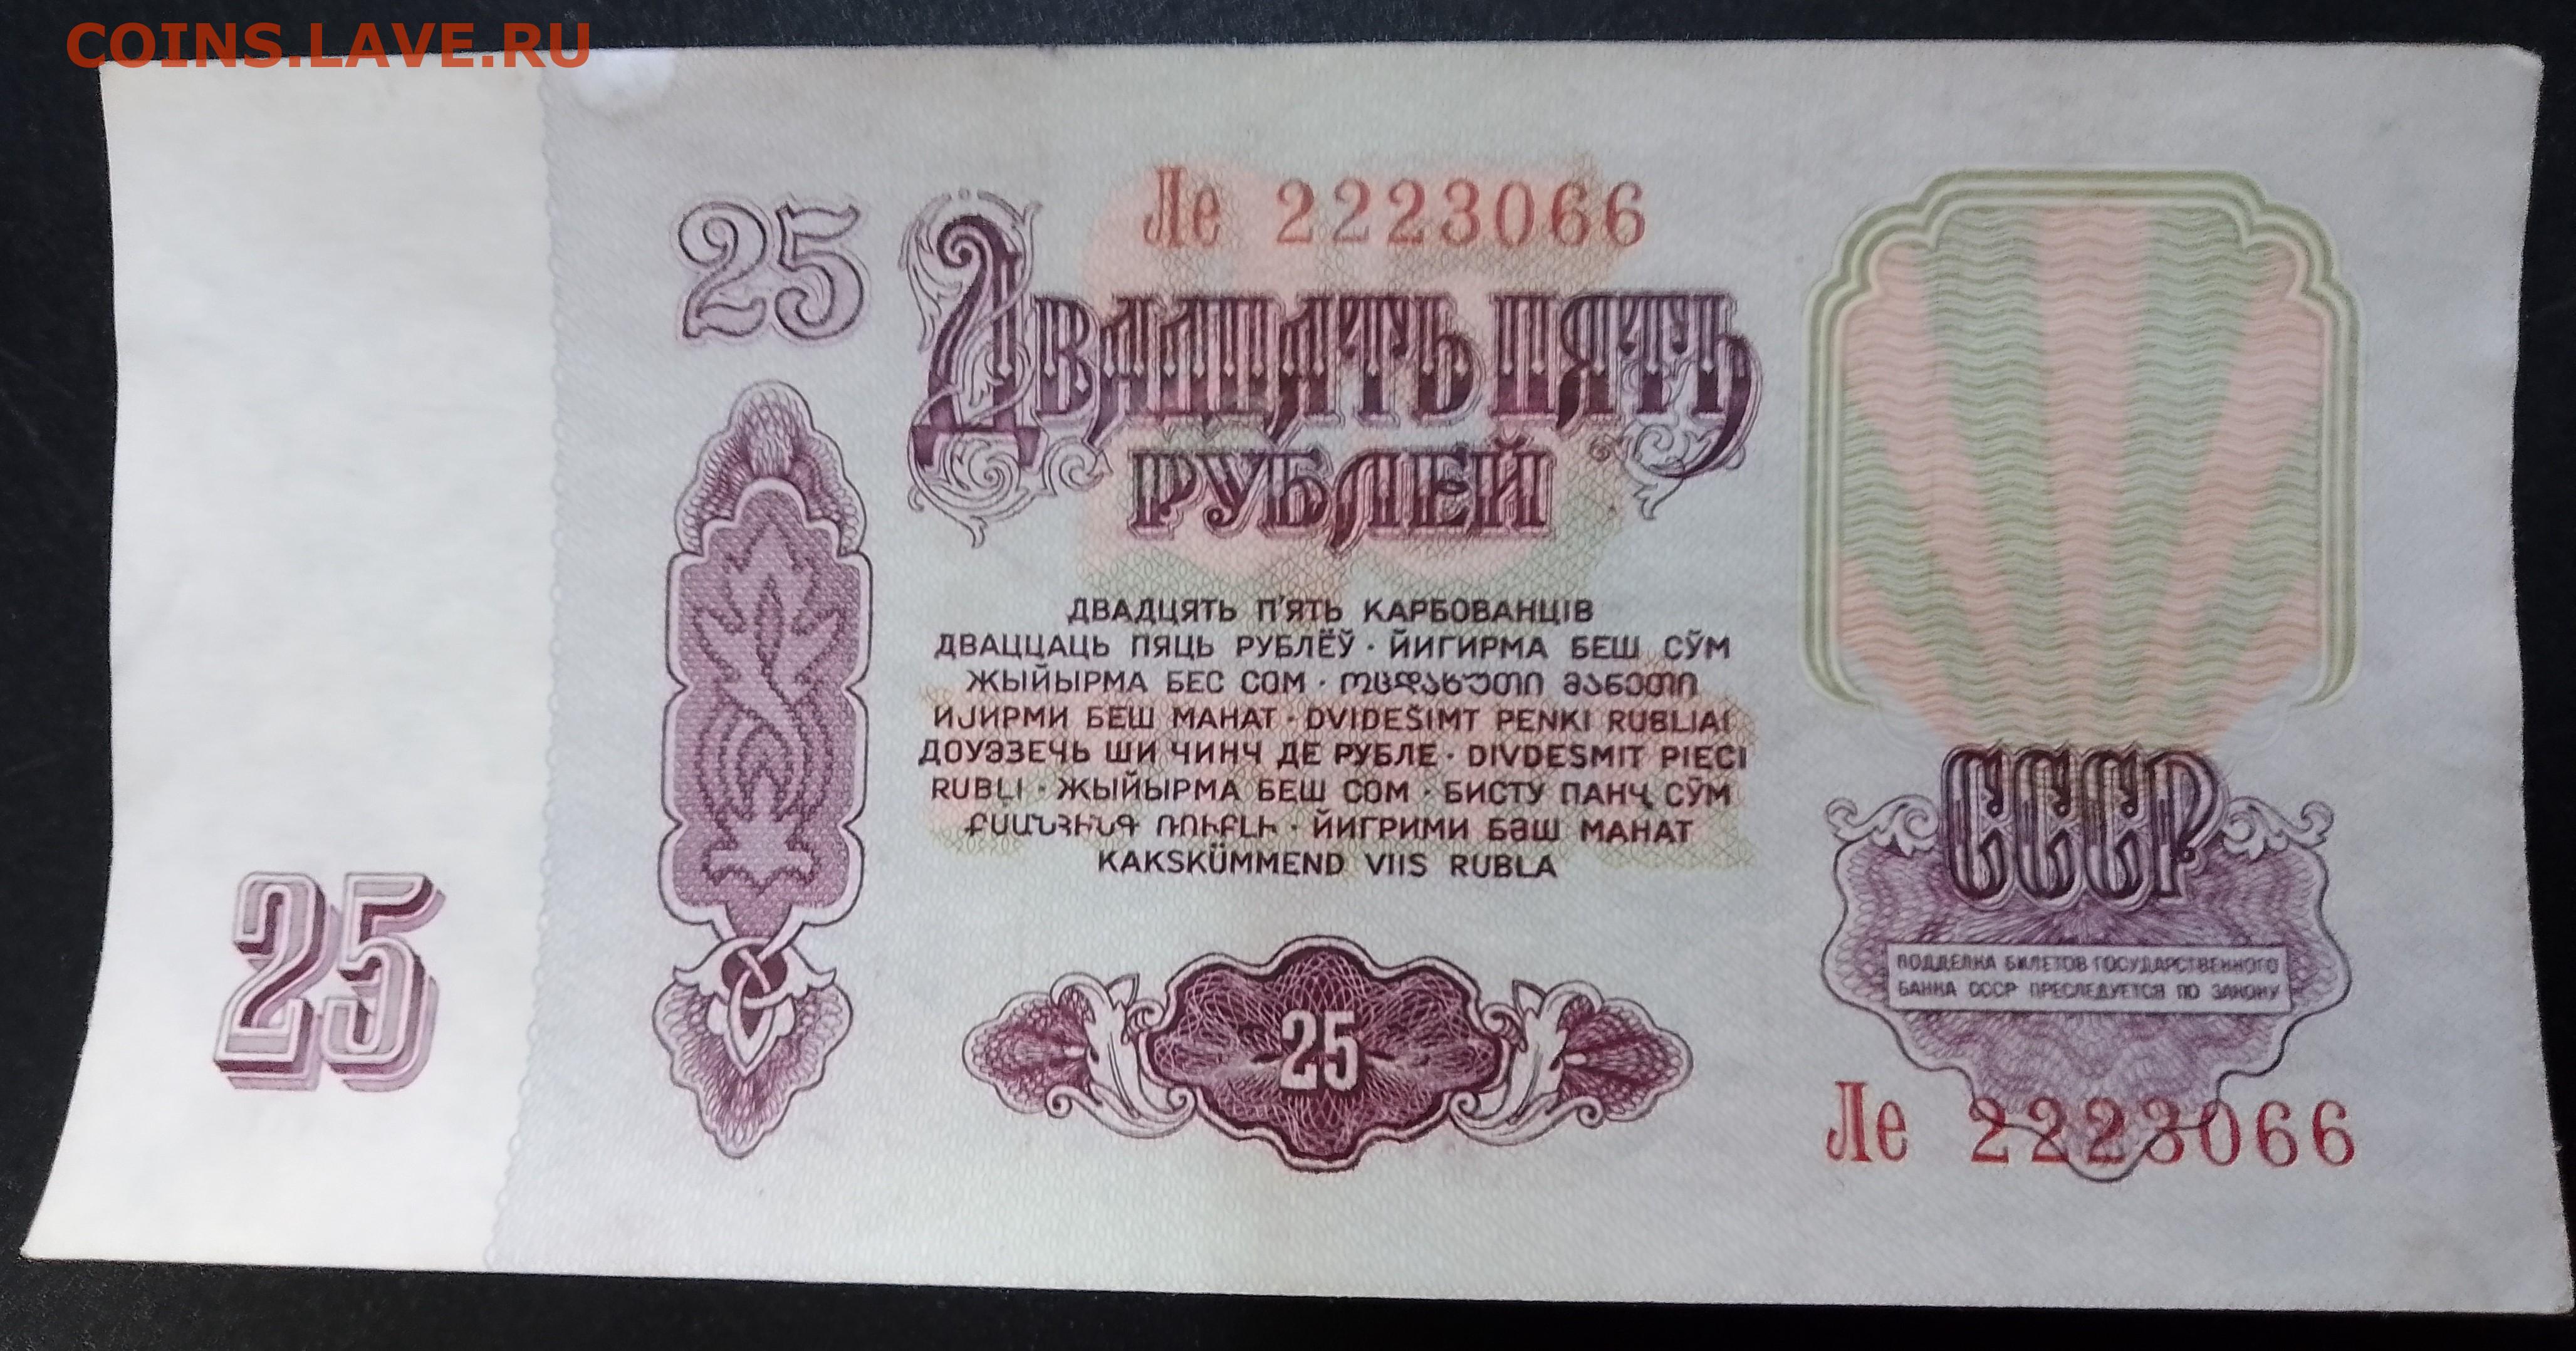 COINS.LAVE.RU
Ле 2223066
25
ДВАДЦАТЬ ПЯТЬ
РУБЛЕЙ
ДВАДЦЯТЬ П'ЯТЬ КАРБОВАНЦІВ
ДВАЦЦАЦЬ ПЯЦЬ РУБЛЁЎ · ЙИГИРМА БЕШ СЎМ
ЖЫЙЫРМА БЕС СОМ · ოცდახუთი მანეთი
ИЈИРМИ БЕШ МАНАТ · DVIDEŠIMT PENKI RUBLIAI
ДОУЭЗЕЧЬ ШИ ЧИНЧ ДЕ РУБЛЕ · DIVDESMIT PIECI
RUBĻI · ЖЫЙЫРМА БЕШ СОМ · БИСТУ ПАНҶ СЎМ
ՔՍԱՆՀԻՆԳ ՌՈՒԲԼԻ · ЙИГРИМИ БӘШ МАНАТ
KAKSKÜMMEND VIIS RUBLA
СССР
ПОДДЕЛКА БИЛЕТОВ ГОСУДАРСТВЕННОГО
БАНКА СССР ПРЕСЛЕДУЕТСЯ ПО ЗАКОНУ
25
25
Ле 2223066